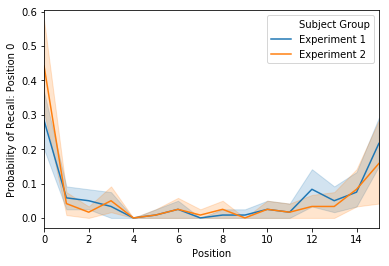 0.6
0.5
0.4
0.3
0.2
0.1
0.0
Probability of Recall: Position 0
Subject Group
Experiment 1
Experiment 2
0 2 4 6 8 10 12 14
Position